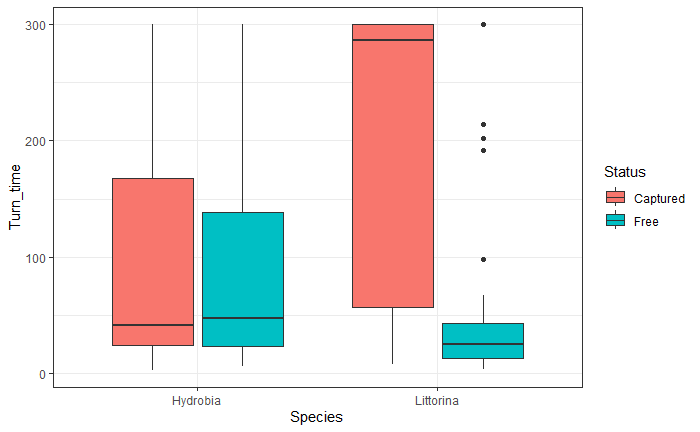 300
200
100
0
Turn_time
Hydrobia
Littorina
Species
Status
Captured
Free